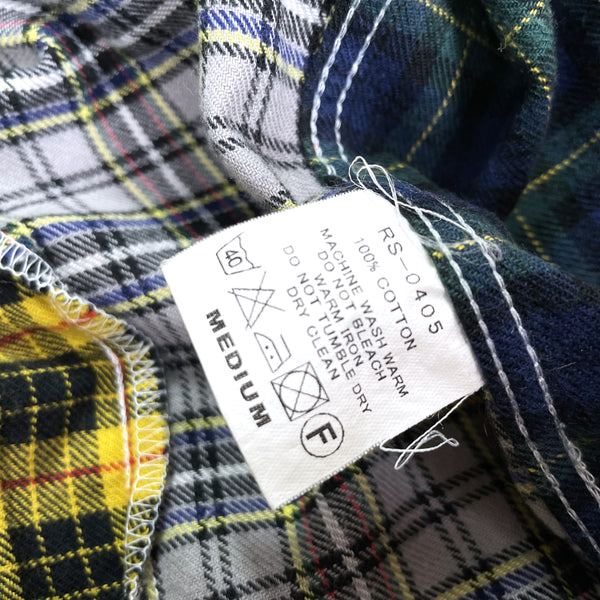 RS-0405
100% COTTON
MACHINE WASH WARM
DO NOT BLEACH
WARM IRON
DO NOT TUMBLE DRY
DRY CLEAN
40
F
MEDIUM